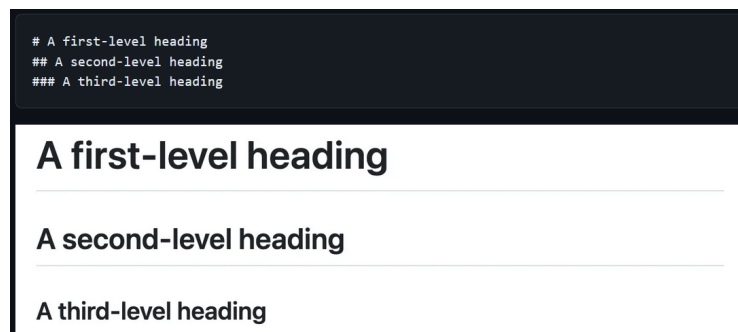 # A first-level heading
## A second-level heading
### A third-level heading
A first-level heading
A second-level heading
A third-level heading